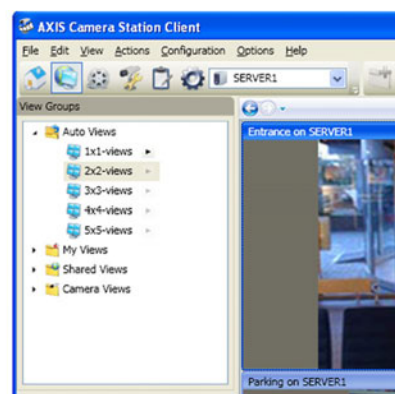 AXIS Camera Station Client
File Edit View Actions Configuration Options Help
SERVER1
View Groups
Entrance on SERVER1
Auto Views
1x1-views
2x2-views
3x3-views
4x4-views
5x5-views
My Views
Shared Views
Camera Views
Parking on SERVER1